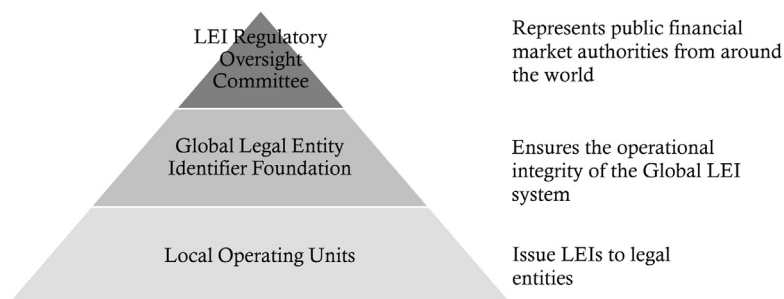 LEI Regulatory
Oversight
Committee
Represents public financial
market authorities from around
the world
Global Legal Entity
Identifier Foundation
Ensures the operational
integrity of the Global LEI
system
Local Operating Units
Issue LEIs to legal
entities